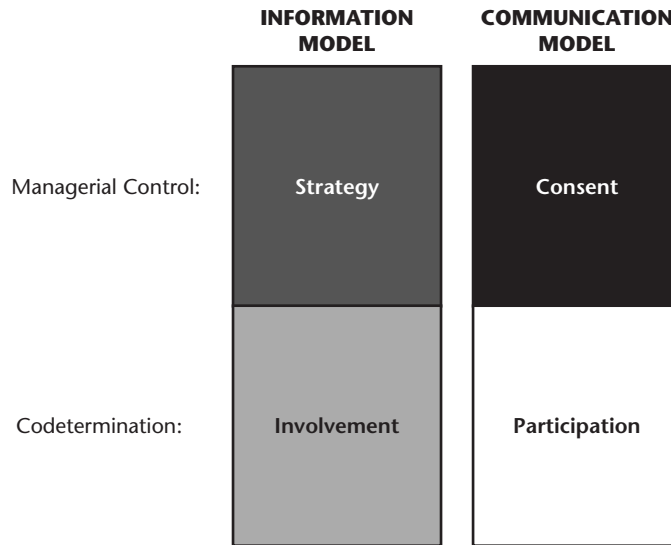 INFORMATION
MODEL
COMMUNICATION
MODEL
Managerial Control:
Strategy
Consent
Codetermination:
Involvement
Participation